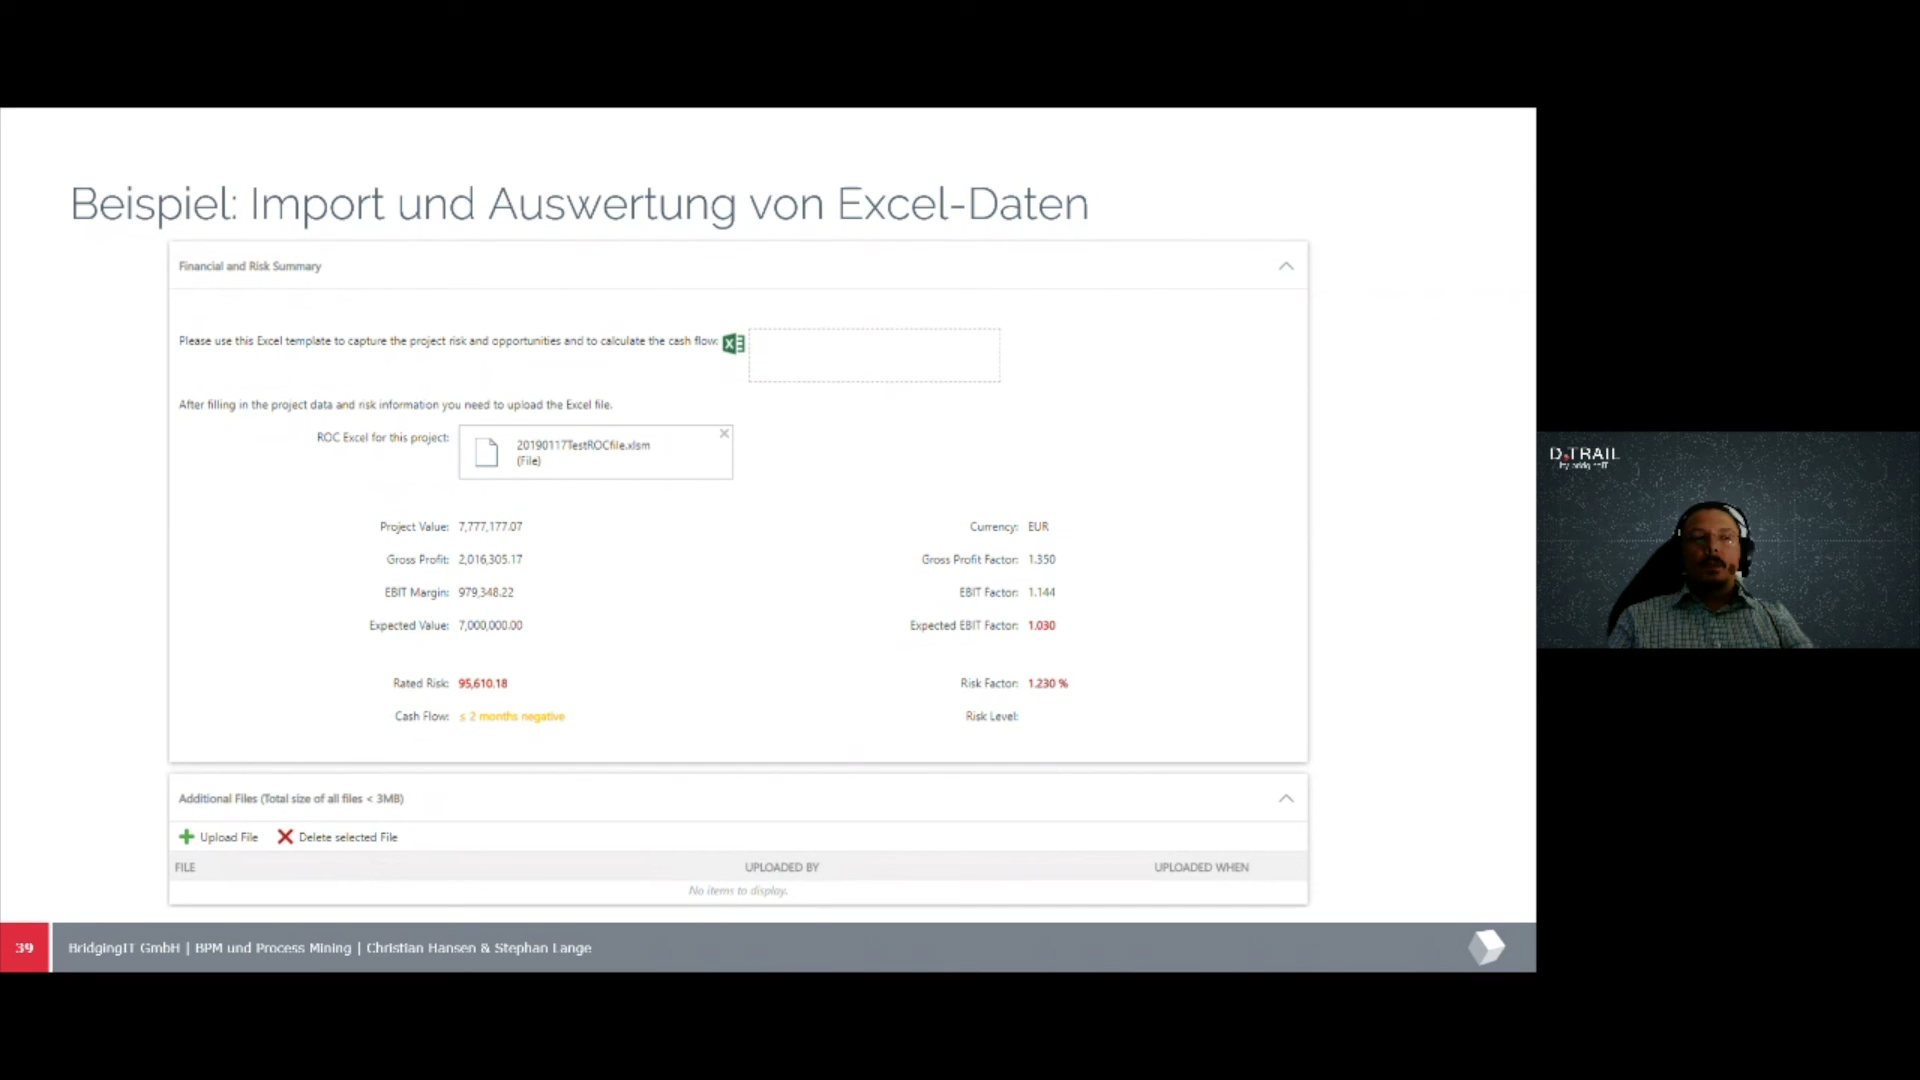 Beispiel: Import und Auswertung von Excel-Daten
Financial and Risk Summary
Please use this Excel template to capture the project risk and opportunities and to calculate the cash flow:
After filling in the project data and risk information you need to upload the Excel file.
ROC Excel for this project:
20190117TestROCfile.xlsm
(File)
Project Value: 7,777,177.07
Currency: EUR
Gross Profit: 2,016,305.17
Gross Profit Factor: 1.350
EBIT Margin: 979,348.22
EBIT Factor: 1.144
Expected Value: 7,000,000.00
Expected EBIT Factor: 1.030
Rated Risk: 95,610.18
Risk Factor: 1.230 %
Cash Flow: ≤ 2 months negative
Risk Level:
Additional Files (Total size of all files < 3MB)
Upload File Delete selected File
FILE UPLOADED BY UPLOADED WHEN
No items to display.
39 BridgingIT GmbH | BPM und Process Mining | Christian Hansen & Stephan Lange
D.TRAIL
by bridgingIT